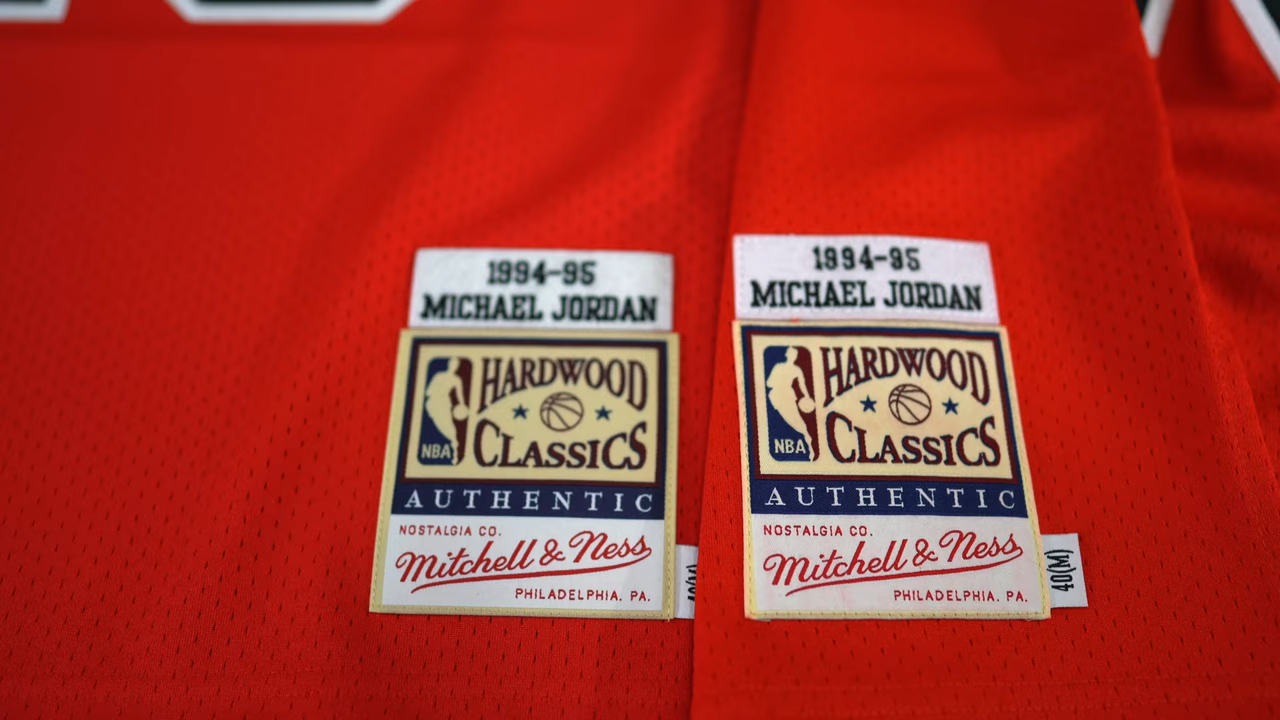 1994-95
MICHAEL JORDAN
HARDWOOD
CLASSICS
NBA
AUTHENTIC
NOSTALGIA CO.
Mitchell & Ness
PHILADELPHIA, PA.
1994-95
MICHAEL JORDAN
HARDWOOD
CLASSICS
NBA
AUTHENTIC
NOSTALGIA CO.
Mitchell & Ness
PHILADELPHIA, PA.
40(M)